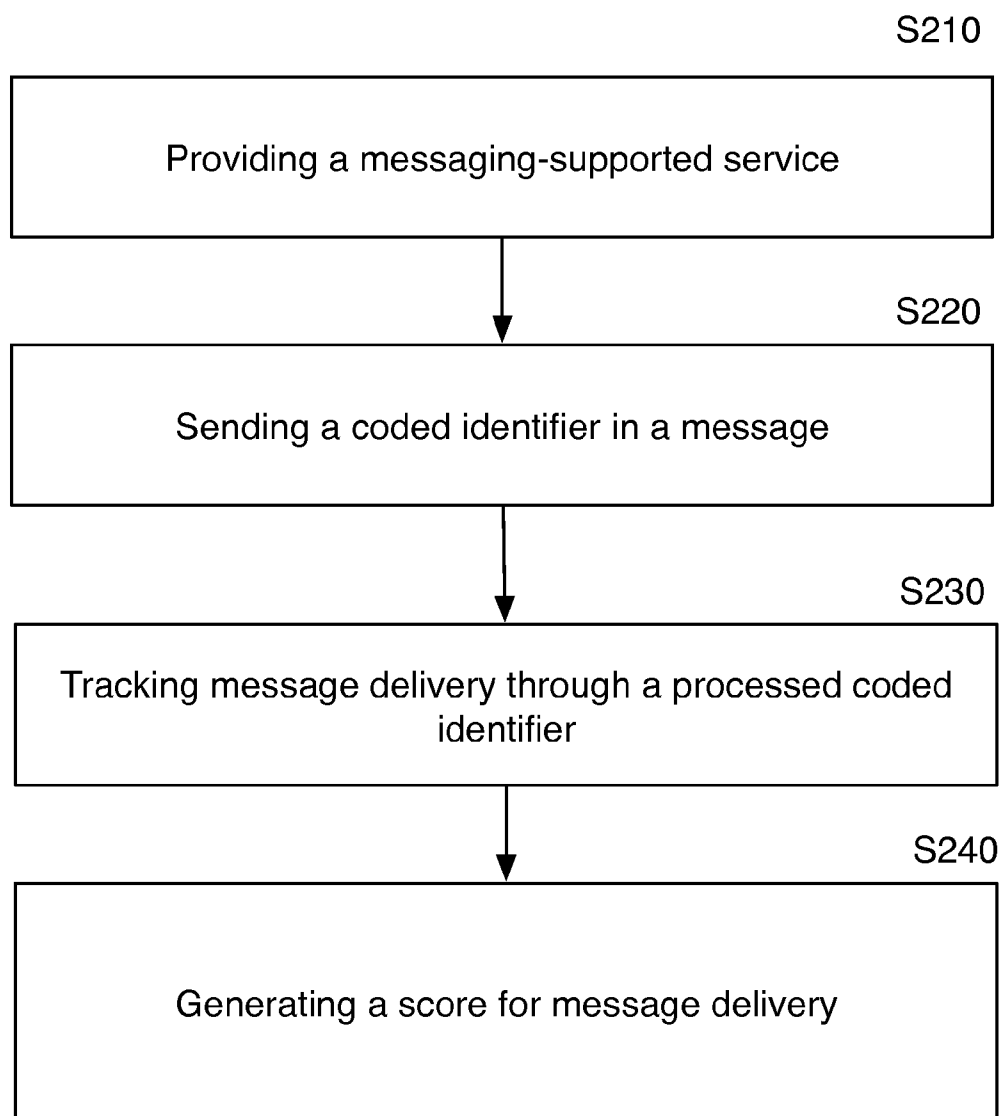 S210
Providing a messaging-supported service
S220
Sending a coded identifier in a message
S230
Tracking message delivery through a processed coded
identifier
S240
Generating a score for message delivery